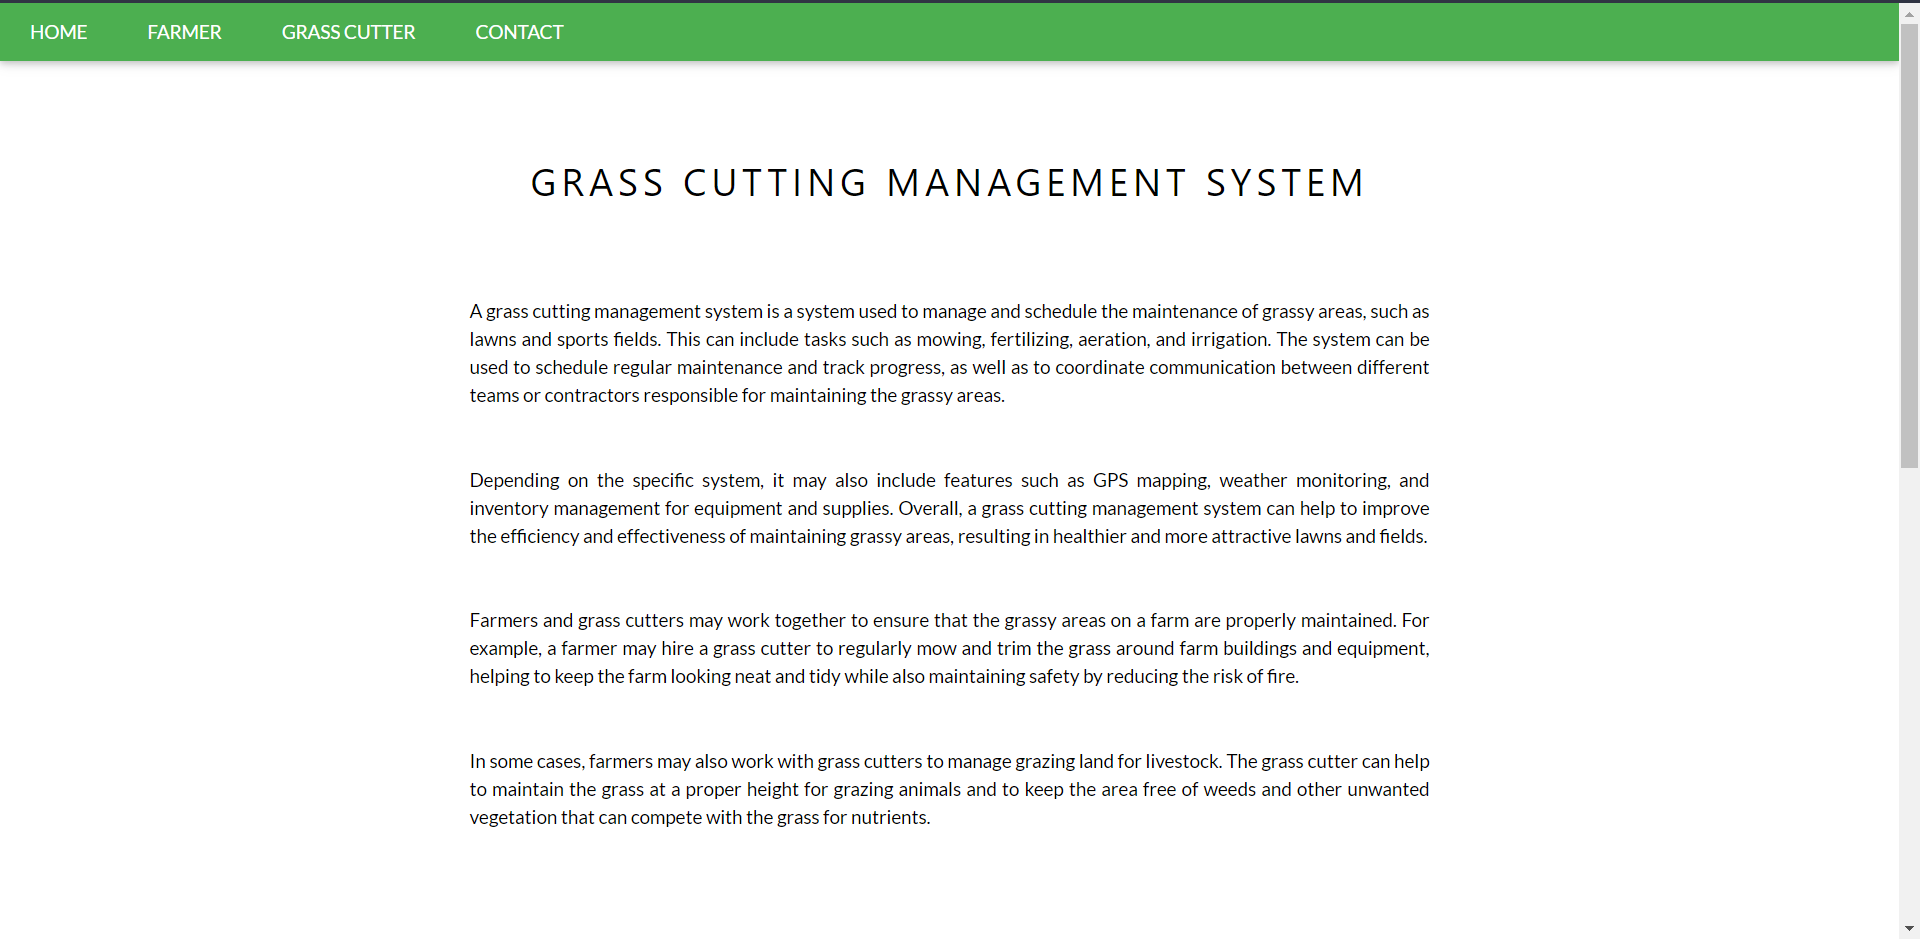 HOME FARMER GRASS CUTTER CONTACT
GRASS CUTTING MANAGEMENT SYSTEM
A grass cutting management system is a system used to manage and schedule the maintenance of grassy areas, such as
lawns and sports fields. This can include tasks such as mowing, fertilizing, aeration, and irrigation. The system can be
used to schedule regular maintenance and track progress, as well as to coordinate communication between different
teams or contractors responsible for maintaining the grassy areas.
Depending on the specific system, it may also include features such as GPS mapping, weather monitoring, and
inventory management for equipment and supplies. Overall, a grass cutting management system can help to improve
the efficiency and effectiveness of maintaining grassy areas, resulting in healthier and more attractive lawns and fields.
Farmers and grass cutters may work together to ensure that the grassy areas on a farm are properly maintained. For
example, a farmer may hire a grass cutter to regularly mow and trim the grass around farm buildings and equipment,
helping to keep the farm looking neat and tidy while also maintaining safety by reducing the risk of fire.
In some cases, farmers may also work with grass cutters to manage grazing land for livestock. The grass cutter can help
to maintain the grass at a proper height for grazing animals and to keep the area free of weeds and other unwanted
vegetation that can compete with the grass for nutrients.